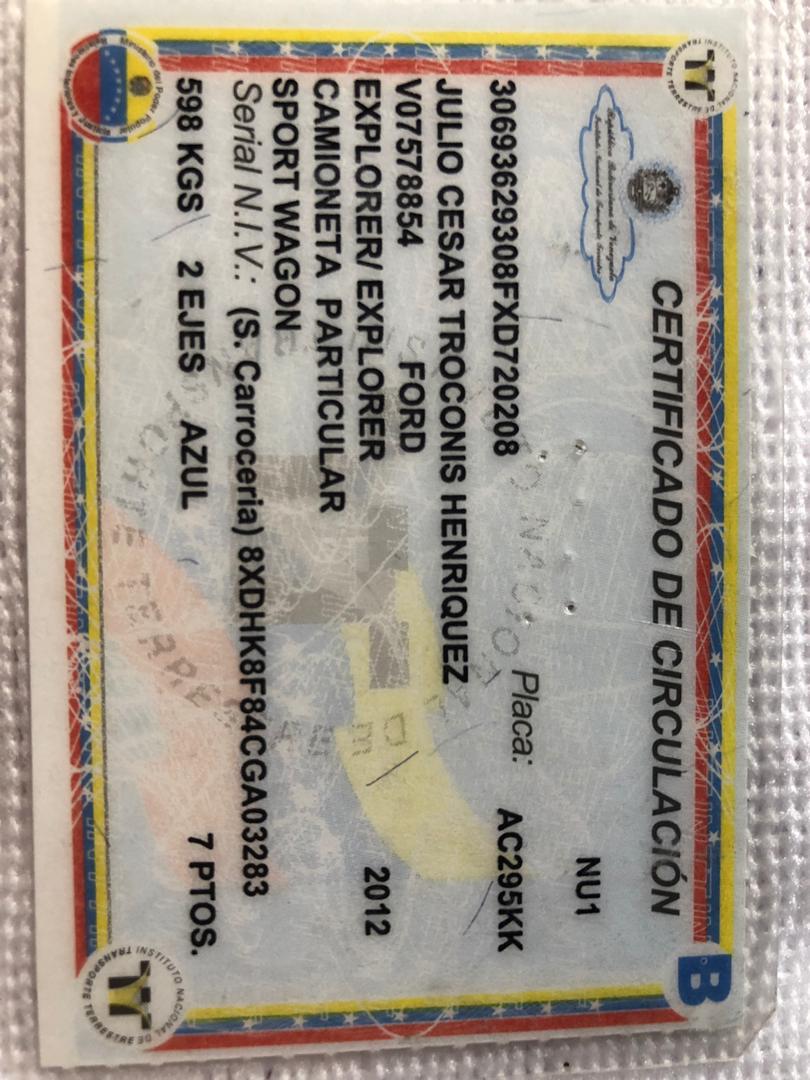 República Bolivariana de Venezuela
CERTIFICADO DE CIRCULACIÓN
NU1
30693629308FXD720208 Placa: AC295KK
JULIO CESAR TROCONIS HENRIQUEZ
V07578854 FORD
EXPLORER/ EXPLORER 2012
CAMIONETA PARTICULAR
SPORT WAGON
Serial N.I.V.: (S. Carroceria) 8XDHK8F84CGA03283
598 KGS 2 EJES AZUL 7 PTOS.
B
INSTITUTO NACIONAL DE TRANSPORTE TERRESTRE
INSTITUTO NACIONAL DE TRANSPORTE TERRESTRE